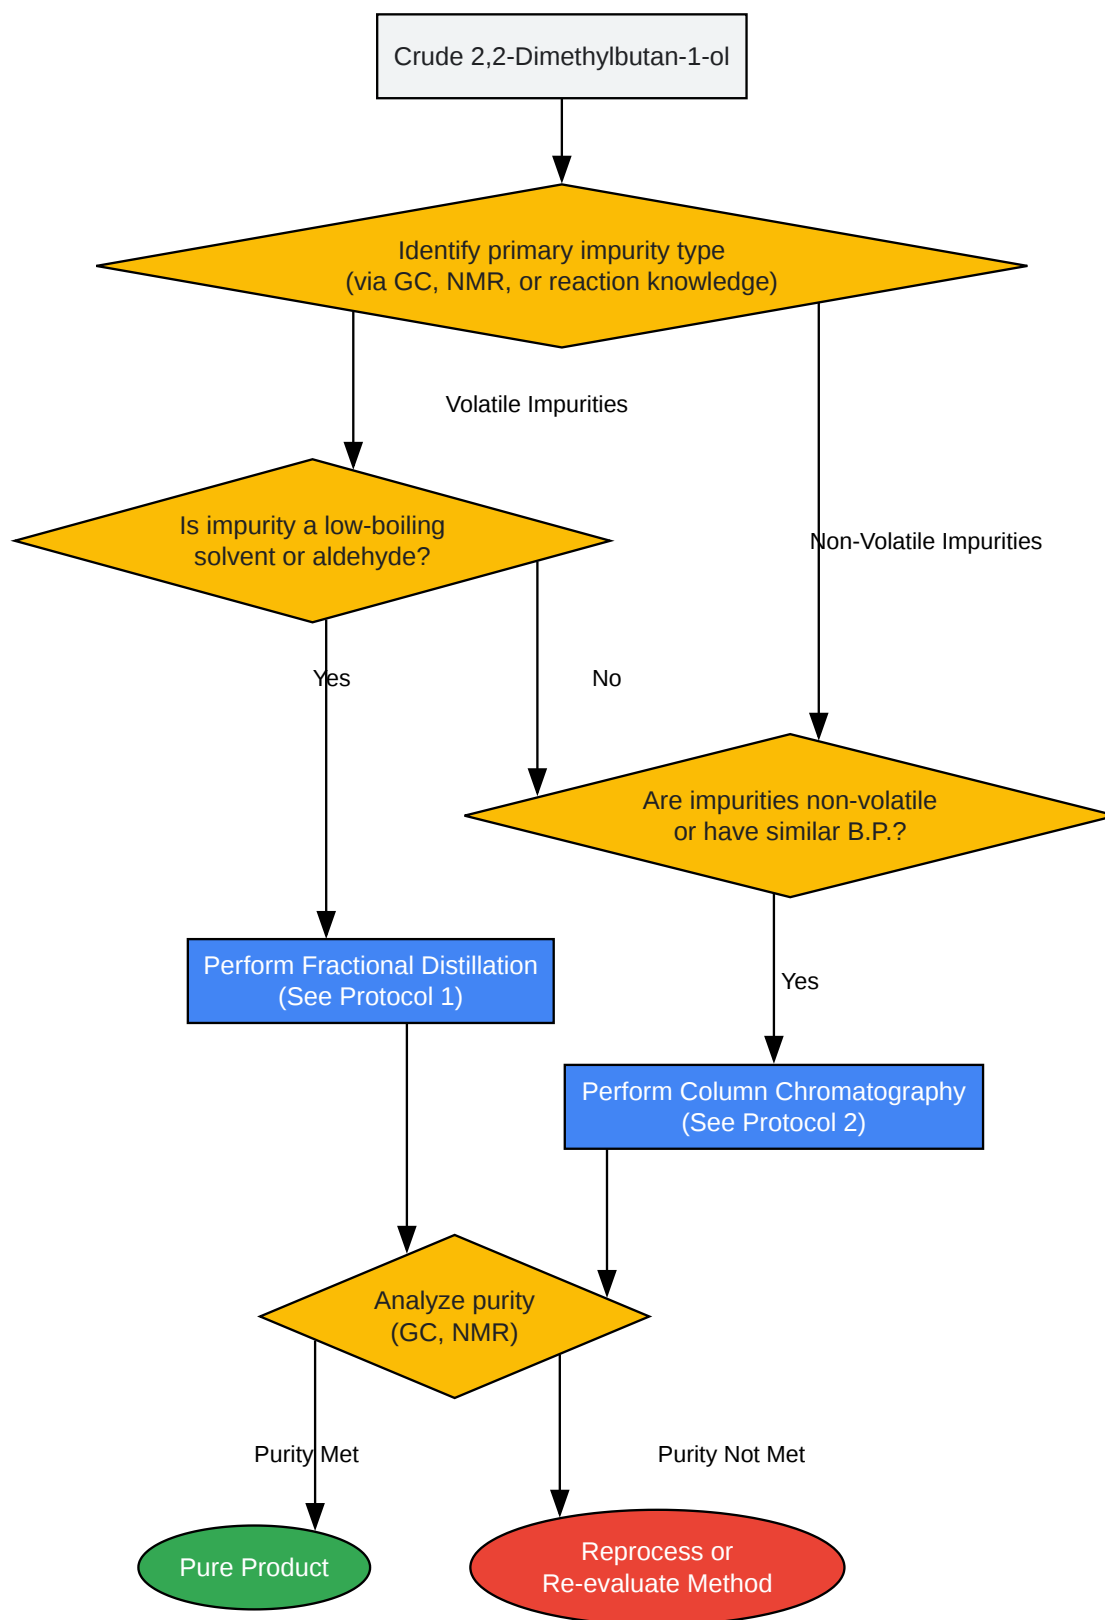 Crude 2,2-Dimethylbutan-1-ol
Identify primary impurity type
(via GC, NMR, or reaction knowledge)
Volatile Impurities
Is impurity a low-boiling
solvent or aldehyde?
Non-Volatile Impurities
Yes
No
Are impurities non-volatile
or have similar B.P.?
Perform Fractional Distillation
(See Protocol 1)
Yes
Perform Column Chromatography
(See Protocol 2)
Analyze purity
(GC, NMR)
Purity Met
Purity Not Met
Pure Product
Reprocess or
Re-evaluate Method